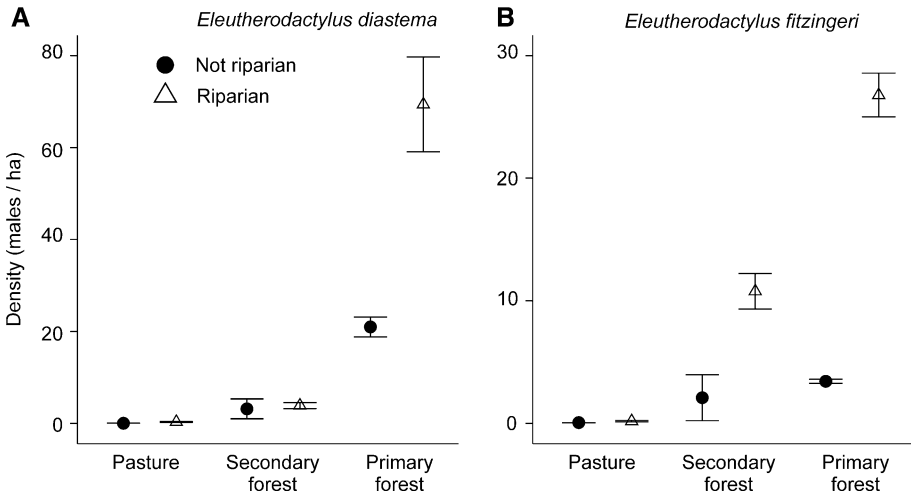 A
Eleutherodactylus diastema
Not riparian
Riparian
Density (males / ha)
80
60
40
20
0
Pasture
Secondary
forest
Primary
forest
B
Eleutherodactylus fitzingeri
30
20
10
0
Pasture
Secondary
forest
Primary
forest